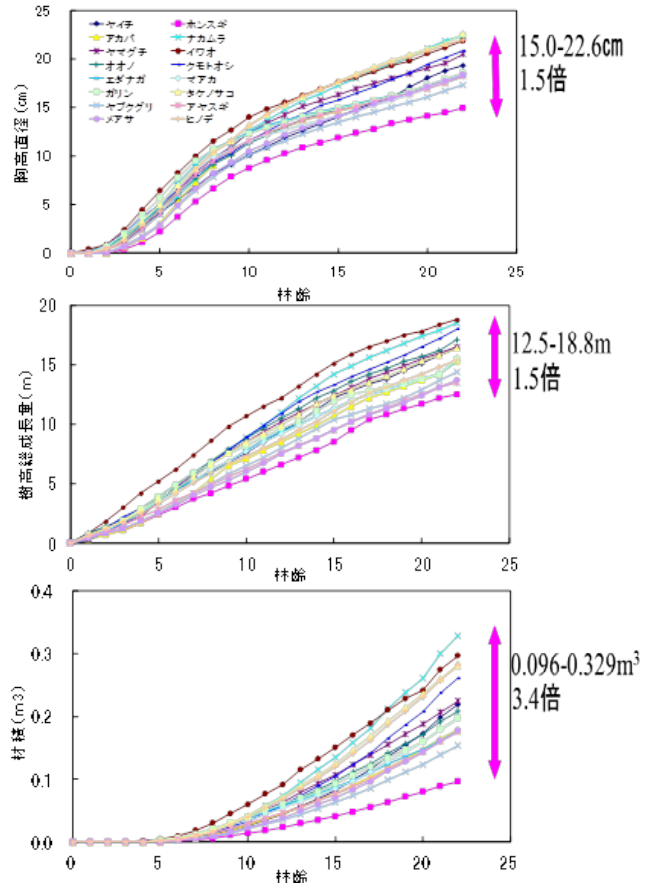 25
20
15
10
5
0
胸高直径(cm)
ヤイチ
アカバ
ヤマグチ
オオノ
エダナガ
ガリン
ヤブクグリ
メアサ
ホンスギ
ナカムラ
イワオ
クモトオシ
マアカ
タケノサコ
アヤスギ
ヒノデ
0 5 10 15 20 25
林齢
15.0-22.6cm
1.5倍
20
15
10
5
0
樹高総成長量(m)
0 5 10 15 20 25
林齢
12.5-18.8m
1.5倍
0.4
0.3
0.2
0.1
0.0
材積(m3)
0 5 10 15 20 25
林齢
0.096-0.329m³
3.4倍